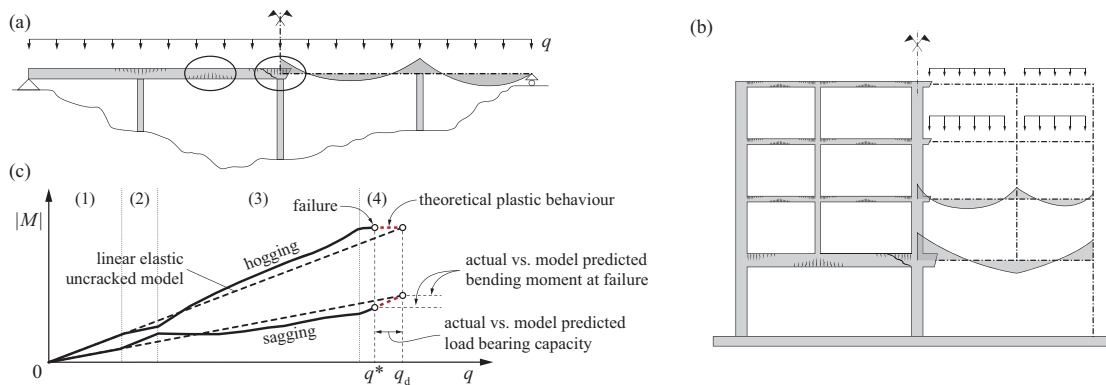 (a)
q
(b)
(c)
|M|
(1)
(2)
(3)
(4)
failure
theoretical plastic behaviour
hogging
linear elastic
uncracked model
actual vs. model predicted
bending moment at failure
sagging
actual vs. model predicted
load bearing capacity
0
q*
q_d
q